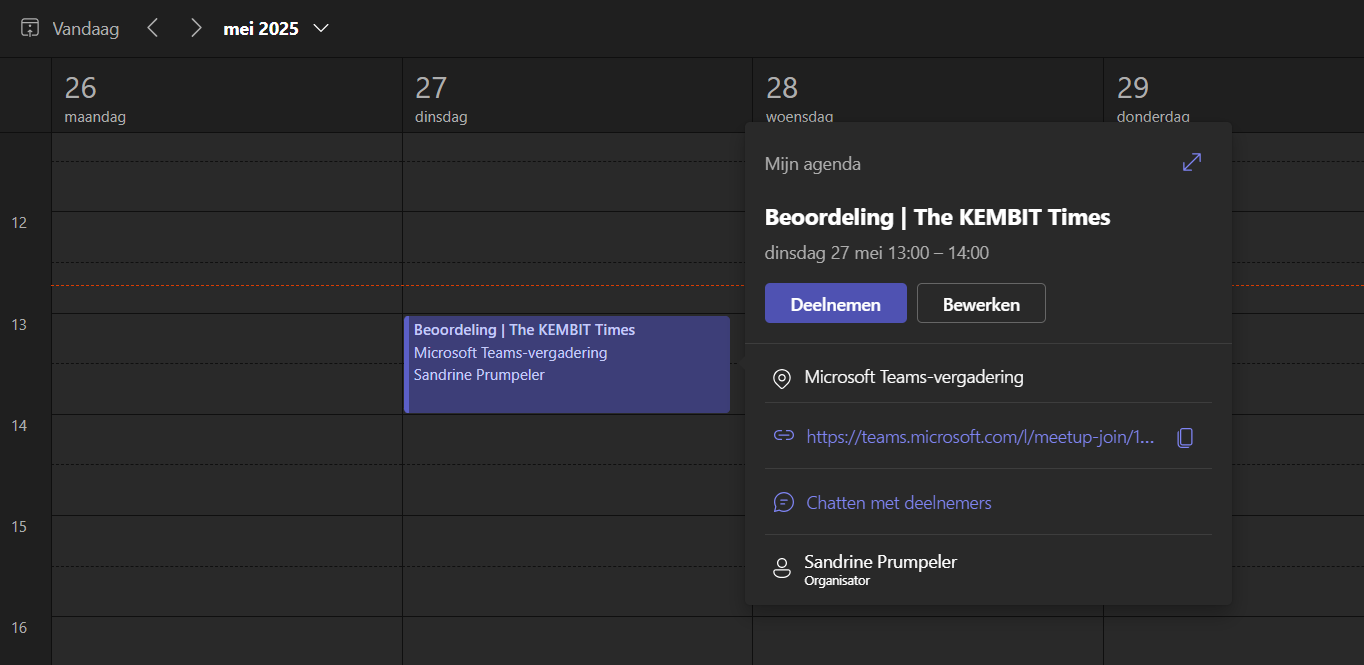 Vandaag
mei 2025
26
maandag
27
dinsdag
28
woensdag
29
donderdag
12
13
14
15
16
Beoordeling | The KEMBIT Times
Microsoft Teams-vergadering
Sandrine Prumpeler
Mijn agenda
Beoordeling | The KEMBIT Times
dinsdag 27 mei 13:00 – 14:00
Deelnemen
Bewerken
Microsoft Teams-vergadering
https://teams.microsoft.com/l/meetup-join/1...
Chatten met deelnemers
Sandrine Prumpeler
Organisator